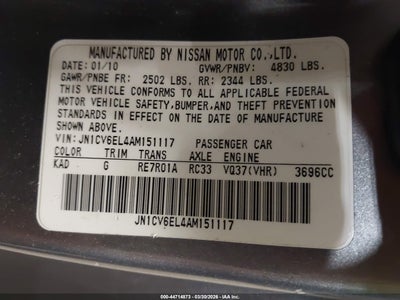 MANUFACTURED BY NISSAN MOTOR CO.,LTD.
DATE: 01/10 GVWR/PNBV: 4830 LBS.
GAWR/PNBE FR: 2502 LBS. RR: 2344 LBS.
THIS VEHICLE CONFORMS TO ALL APPLICABLE FEDERAL
MOTOR VEHICLE SAFETY,BUMPER,AND THEFT PREVENTION
STANDARDS IN EFFECT ON THE DATE OF MANUFACTURE
SHOWN ABOVE.
VIN: JN1CV6EL4AM151117 PASSENGER CAR
COLOR TRIM TRANS AXLE ENGINE
KAD G RE7R01A RC33 VQ37(VHR) 3696CC
JN1CV6EL4AM151117
000-44714873 - 03/30/2026 - IAA Inc.